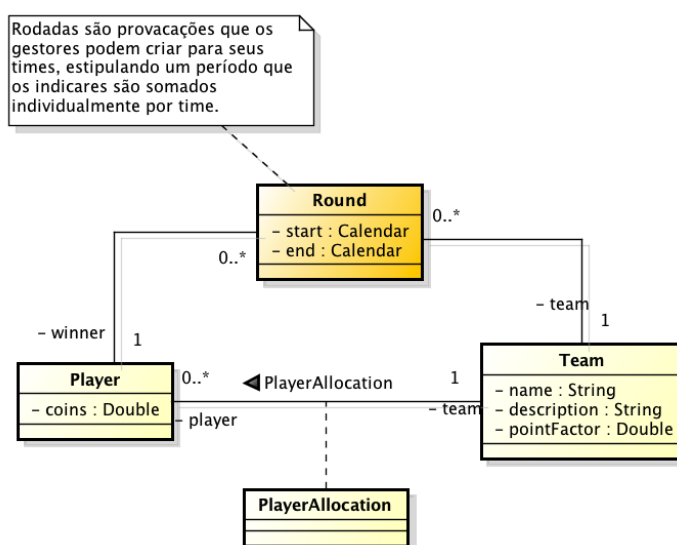 Rodadas são provacações que os
gestores podem criar para seus
times, estipulando um período que
os indicares são somados
individualmente por time.
Round
- start : Calendar
- end : Calendar
0..*
0..*
- team
1
- winner
1
Player
- coins : Double
0..*
- player
PlayerAllocation
1
- team
Team
- name : String
- description : String
- pointFactor : Double
PlayerAllocation